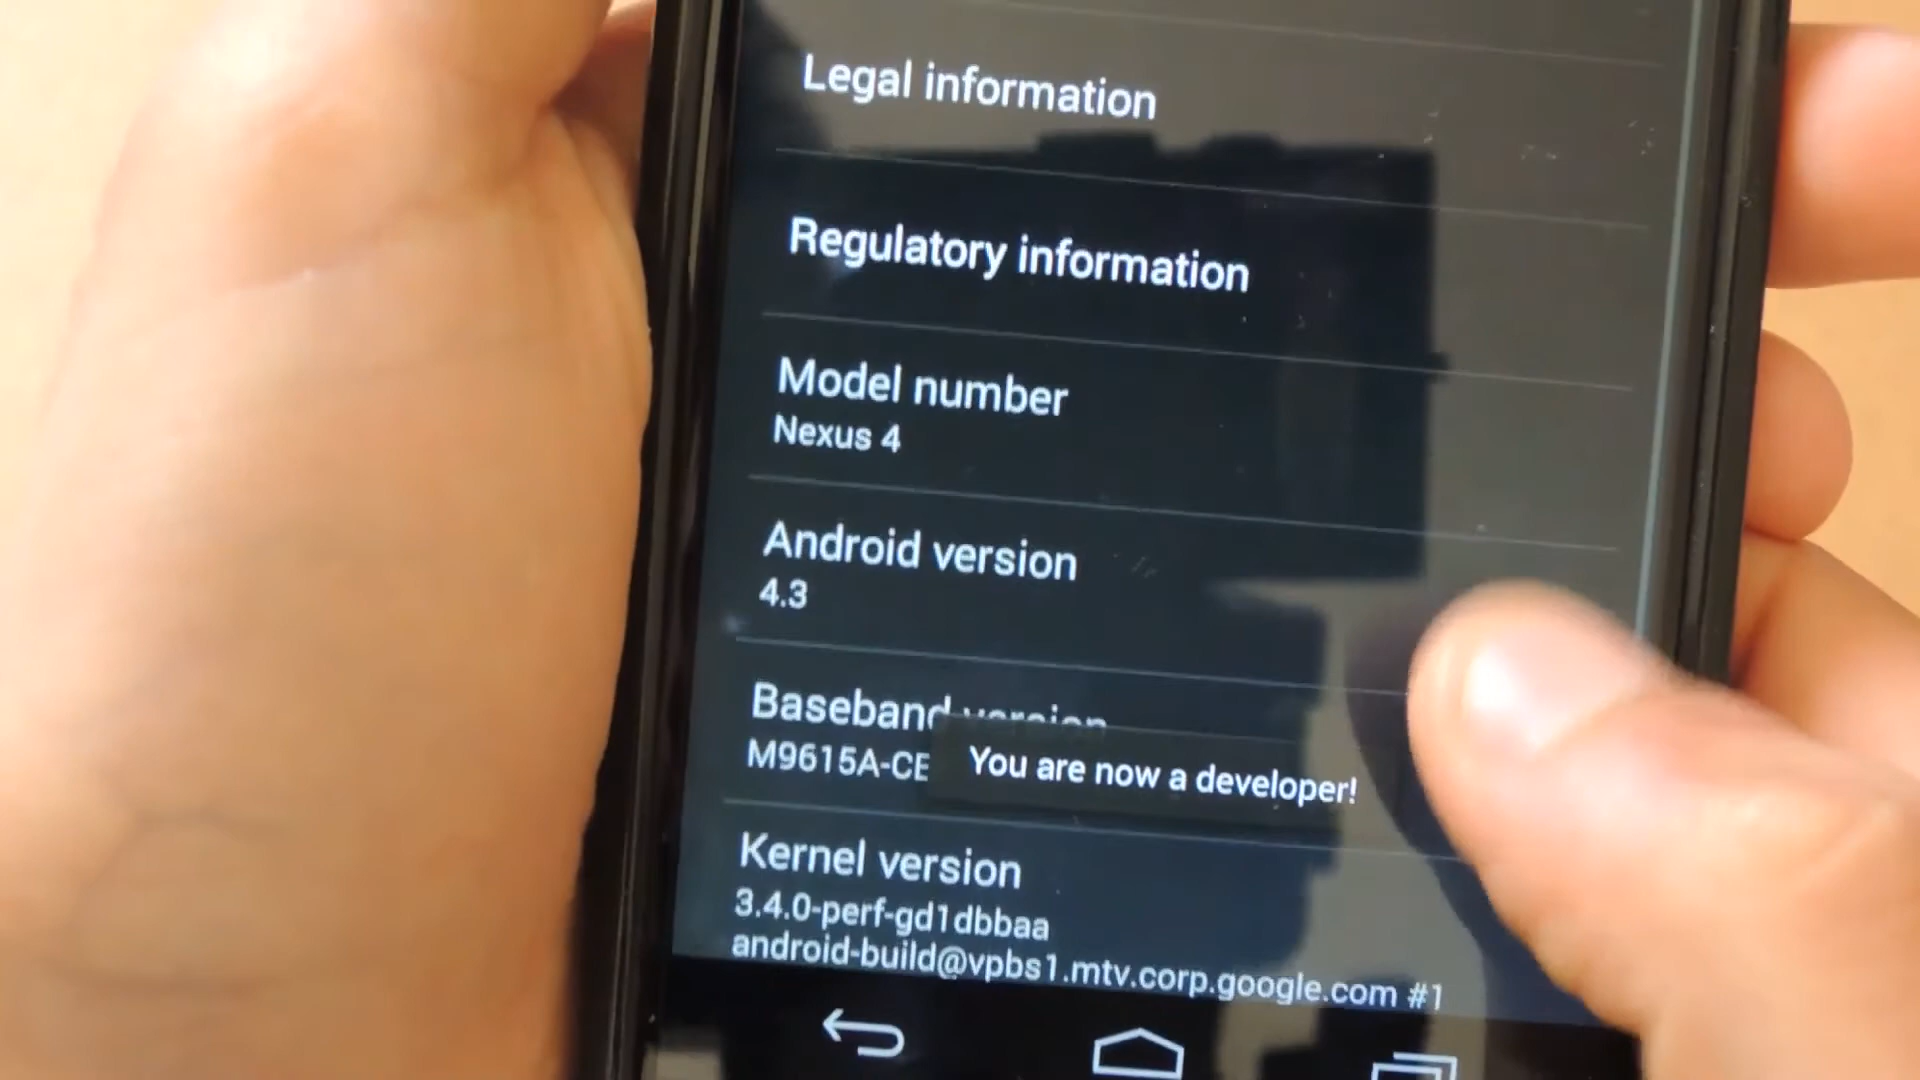 Legal information
Regulatory information
Model number
Nexus 4
Android version
4.3
Baseband version
M9615A-CE
You are now a developer!
Kernel version
3.4.0-perf-gd1dbbaa
android-build@vpbs1.mtv.corp.google.com #1